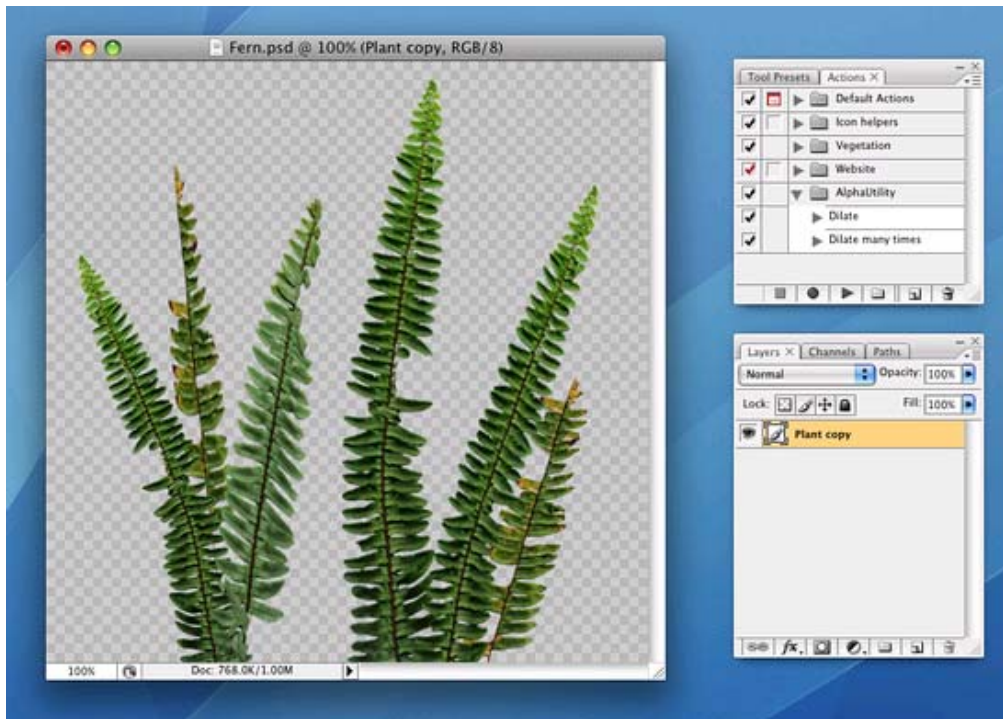 Fern.psd @ 100% (Plant copy, RGB/8)
100%
Doc: 768.0K/1.00M
Tool Presets
Actions ×
Default Actions
Icon helpers
Vegetation
Website
AlphaUtility
Dilate
Dilate many times
Layers ×
Channels
Paths
Normal
Opacity: 100%
Lock:
Fill: 100%
Plant copy
fx.